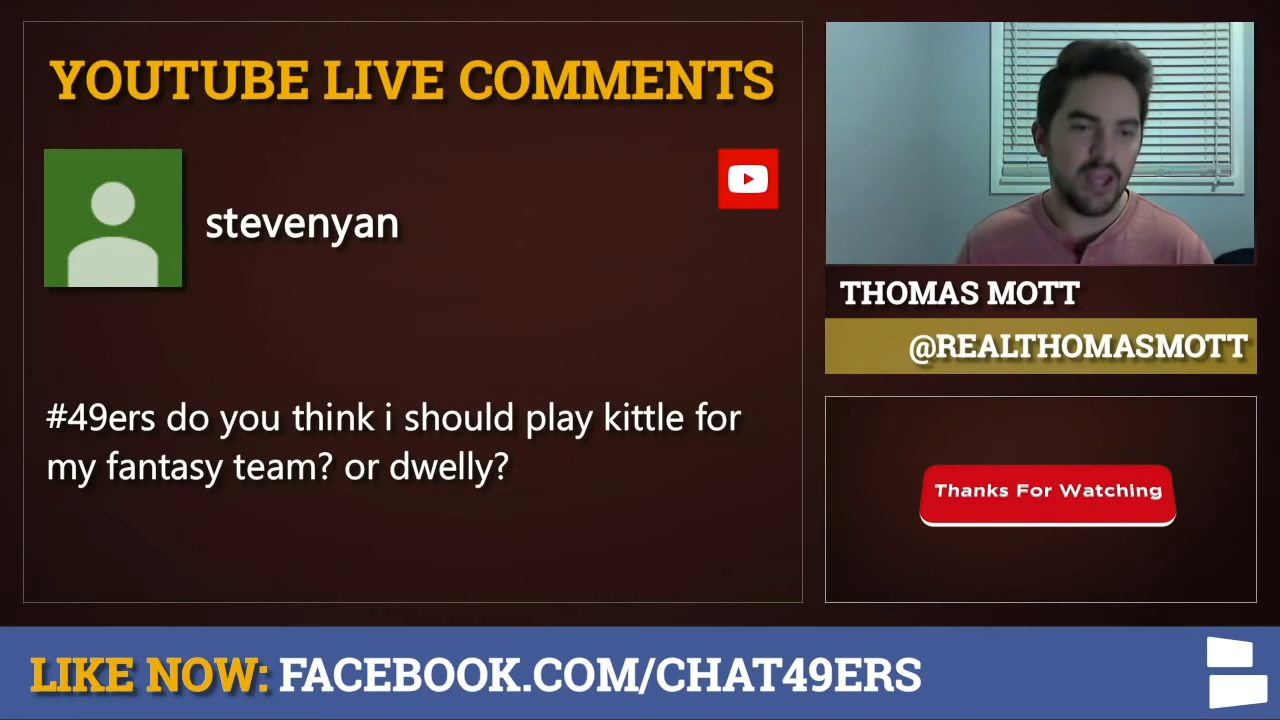 YOUTUBE LIVE COMMENTS
stevenyan
#49ers do you think i should play kittle for
my fantasy team? or dwelly?
THOMAS MOTT
@REALTHOMASMOTT
Thanks For Watching
LIKE NOW: FACEBOOK.COM/CHAT49ERS